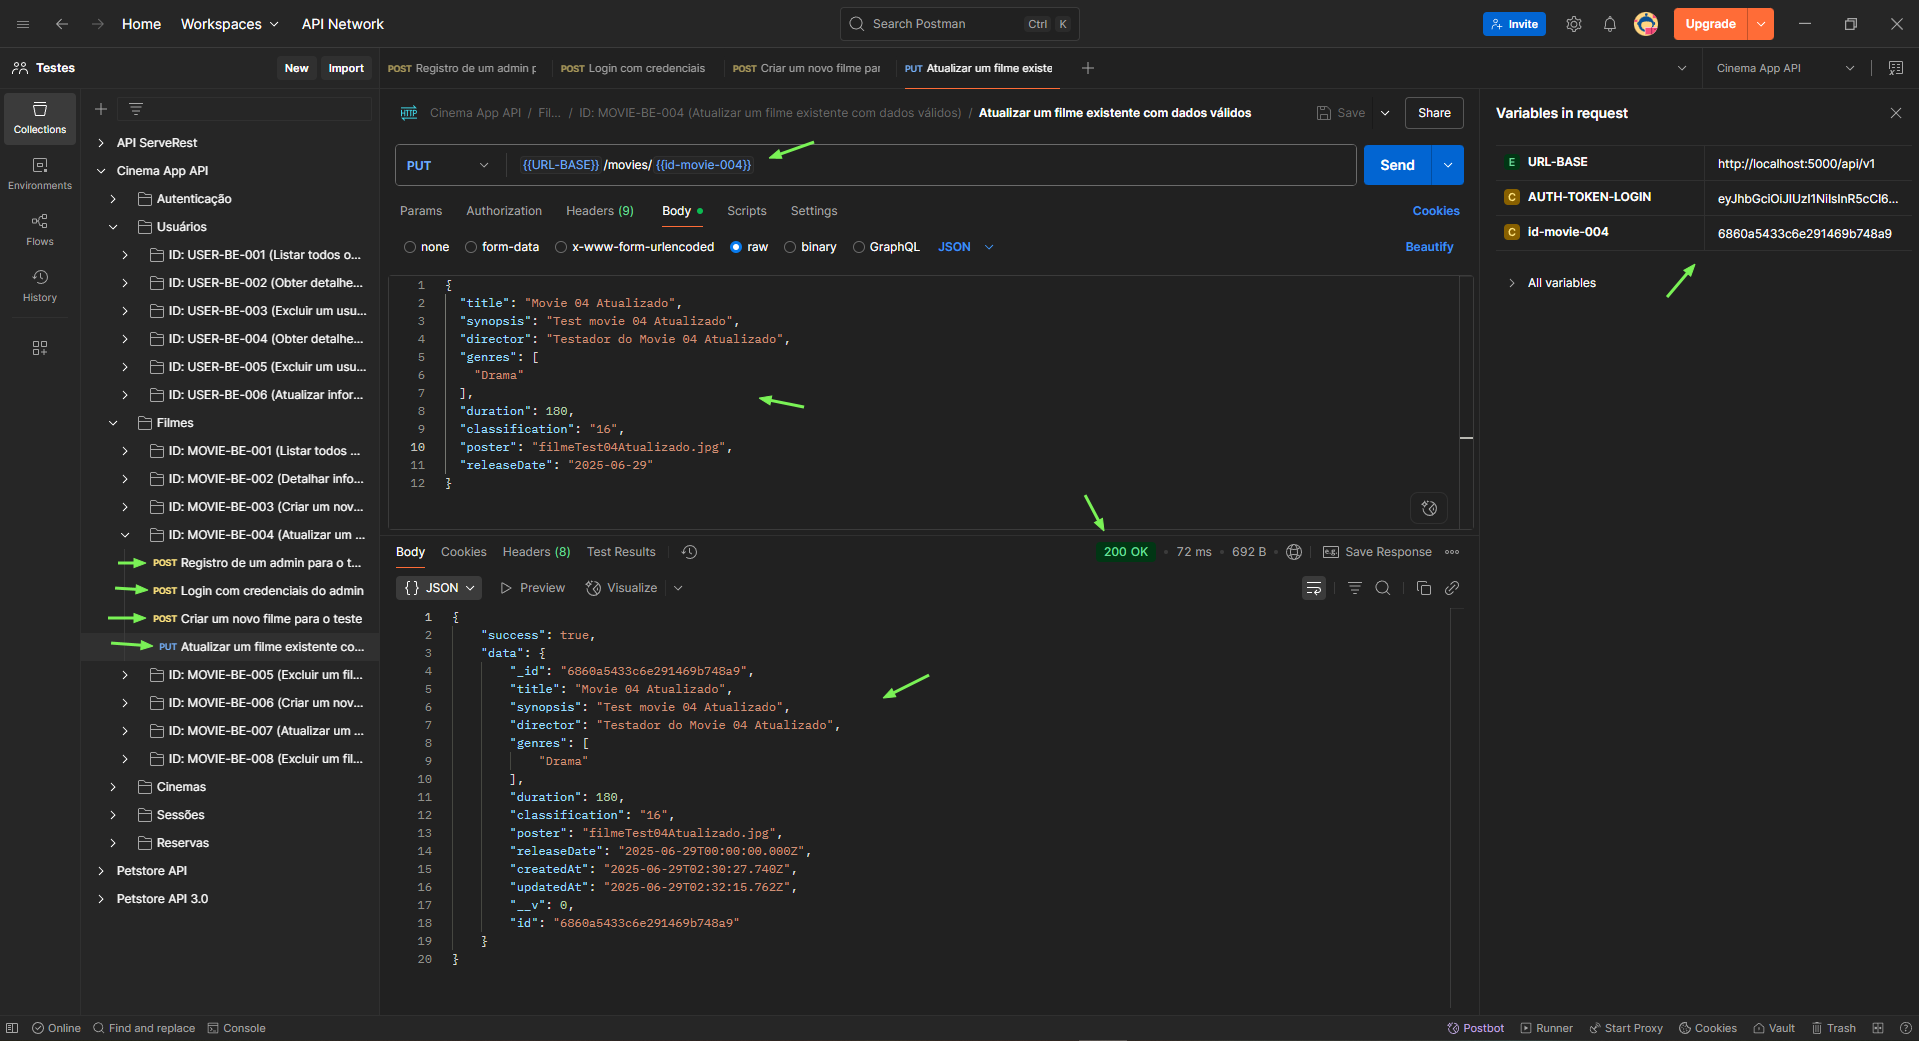 Home Workspaces API Network
Search Postman Ctrl K
Invite Upgrade
Testes New Import
POST Registro de um admin p
POST Login com credenciais
POST Criar um novo filme par
PUT Atualizar um filme existe
Cinema App API
Collections
Environments
Flows
History
API ServeRest
Cinema App API
Autenticação
Usuários
ID: USER-BE-001 (Listar todos o...
ID: USER-BE-002 (Obter detalhe...
ID: USER-BE-003 (Excluir um usu...
ID: USER-BE-004 (Obter detalhe...
ID: USER-BE-005 (Excluir um usu...
ID: USER-BE-006 (Atualizar infor...
Filmes
ID: MOVIE-BE-001 (Listar todos ...
ID: MOVIE-BE-002 (Detalhar info...
ID: MOVIE-BE-003 (Criar um nov...
ID: MOVIE-BE-004 (Atualizar um ...
POST Registro de um admin para o t...
POST Login com credenciais do admin
POST Criar um novo filme para o teste
PUT Atualizar um filme existente co...
ID: MOVIE-BE-005 (Excluir um fil...
ID: MOVIE-BE-006 (Criar um nov...
ID: MOVIE-BE-007 (Atualizar um ...
ID: MOVIE-BE-008 (Excluir um fil...
Cinemas
Sessões
Reservas
Petstore API
Petstore API 3.0
HTTP Cinema App API / Fil... / ID: MOVIE-BE-004 (Atualizar um filme existente com dados válidos) / Atualizar um filme existente com dados válidos
Save Share
PUT {{URL-BASE}} /movies/ {{id-movie-004}}
Send
Params Authorization Headers (9) Body Scripts Settings Cookies
none form-data x-www-form-urlencoded raw binary GraphQL JSON Beautify
1 {
2 "title": "Movie 04 Atualizado",
3 "synopsis": "Test movie 04 Atualizado",
4 "director": "Testador do Movie 04 Atualizado",
5 "genres": [
6 "Drama"
7 ],
8 "duration": 180,
9 "classification": "16",
10 "poster": "filmeTest04Atualizado.jpg",
11 "releaseDate": "2025-06-29"
12 }
Body Cookies Headers (8) Test Results
200 OK 72 ms 692 B e.g. Save Response
{} JSON Preview Visualize
1 {
2 "success": true,
3 "data": {
4 "_id": "6860a5433c6e291469b748a9",
5 "title": "Movie 04 Atualizado",
6 "synopsis": "Test movie 04 Atualizado",
7 "director": "Testador do Movie 04 Atualizado",
8 "genres": [
9 "Drama"
10 ],
11 "duration": 180,
12 "classification": "16",
13 "poster": "filmeTest04Atualizado.jpg",
14 "releaseDate": "2025-06-29T00:00:00.000Z",
15 "createdAt": "2025-06-29T02:30:27.740Z",
16 "updatedAt": "2025-06-29T02:32:15.762Z",
17 "__v": 0,
18 "id": "6860a5433c6e291469b748a9"
19 }
20 }
Variables in request
E URL-BASE http://localhost:5000/api/v1
C AUTH-TOKEN-LOGIN eyJhbGciOiJIUzI1NiIsInR5cCI6...
C id-movie-004 6860a5433c6e291469b748a9
All variables
Online Find and replace Console
Postbot Runner Start Proxy Cookies Vault Trash